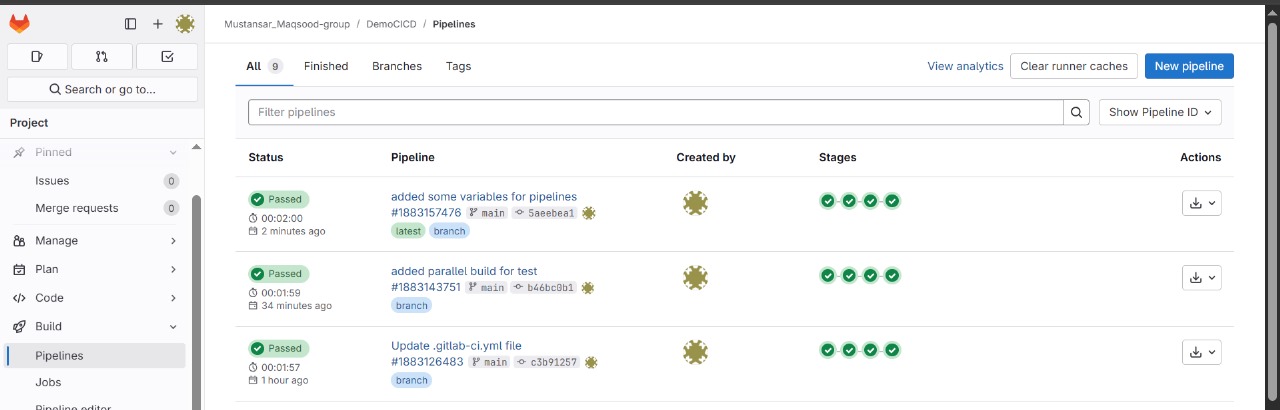 Mustansar_Maqsood-group / DemoCICD / Pipelines
Search or go to...
Project
Pinned
Issues 0
Merge requests 0
Manage
Plan
Code
Build
Pipelines
Jobs
Pipeline editor
All 9 Finished Branches Tags View analytics Clear runner caches New pipeline
Filter pipelines Show Pipeline ID
Status Pipeline Created by Stages Actions
Passed
00:02:00
2 minutes ago
added some variables for pipelines
#1883157476 main 5aeebea1
latest branch
Passed
00:01:59
34 minutes ago
added parallel build for test
#1883143751 main b46bc0b1
branch
Passed
00:01:57
1 hour ago
Update .gitlab-ci.yml file
#1883126483 main c3b91257
branch